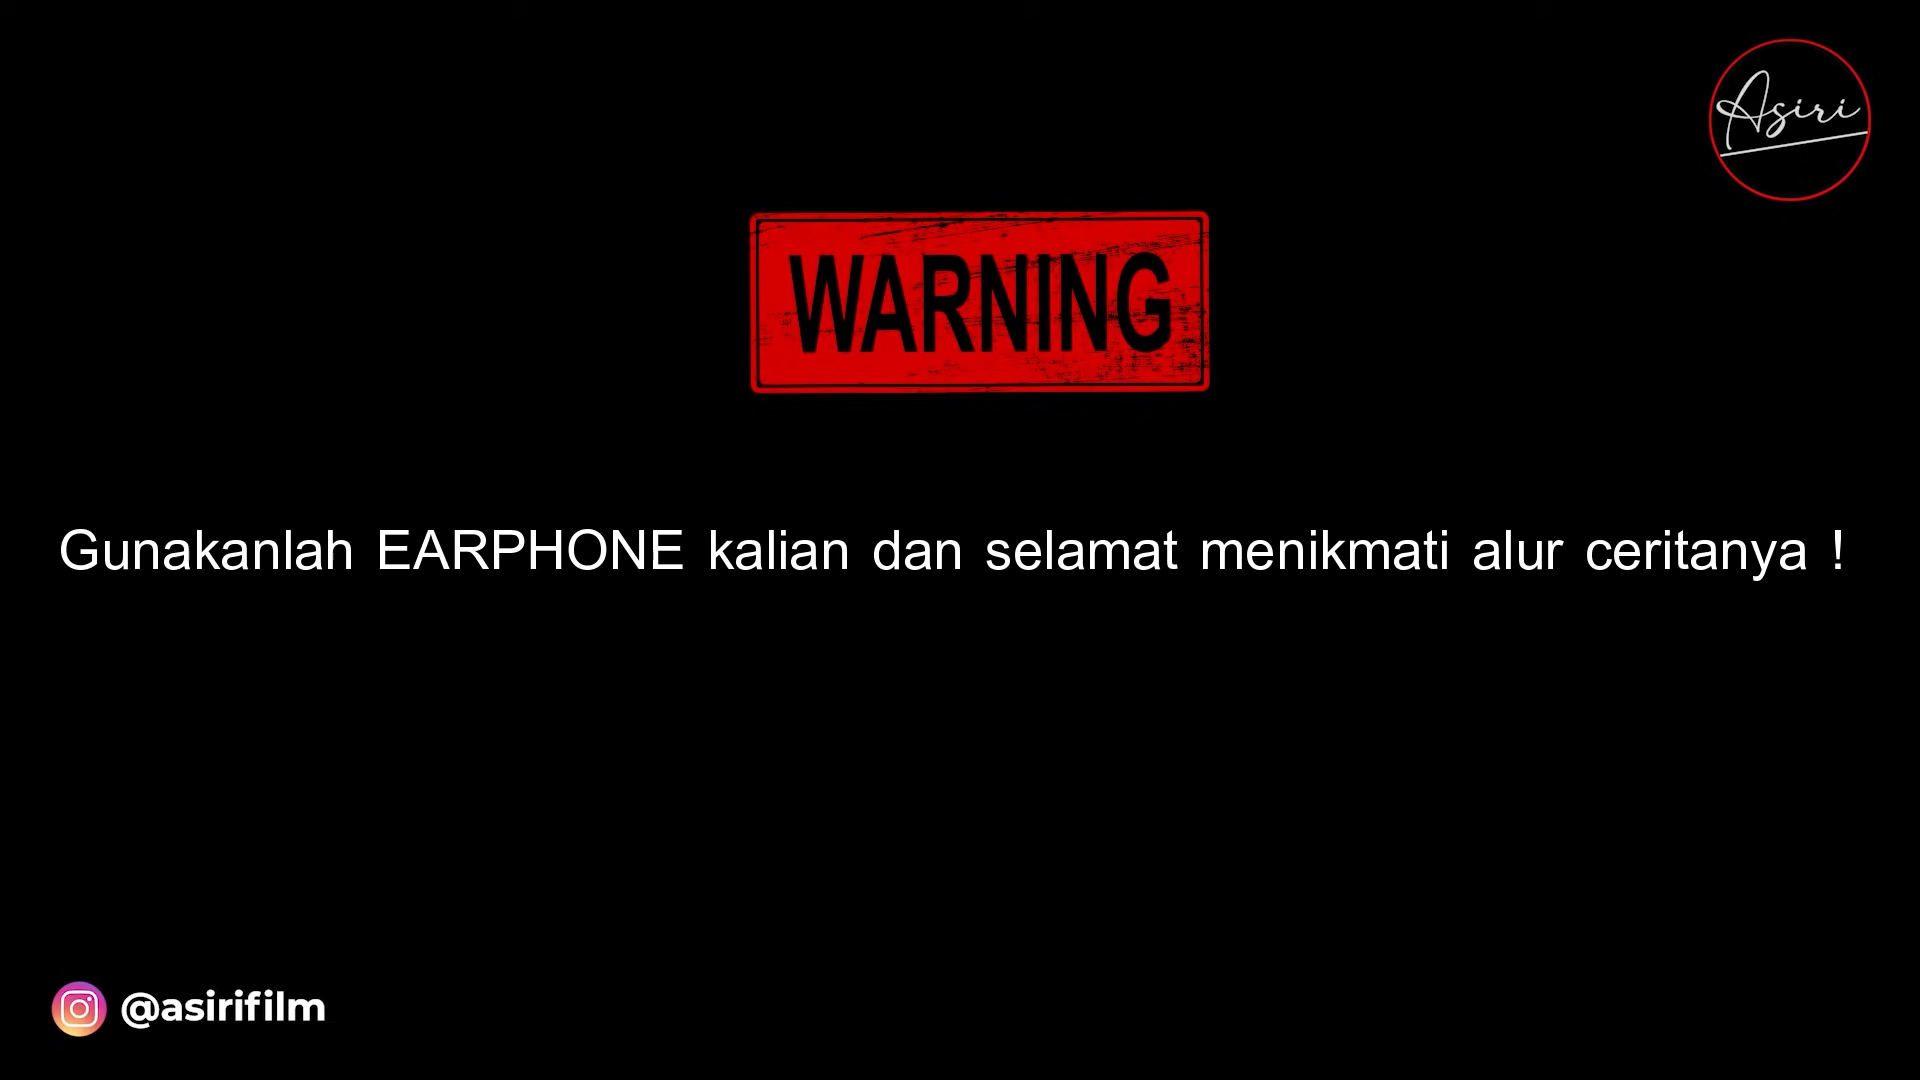 Asiri
WARNING
Gunakanlah EARPHONE kalian dan selamat menikmati alur ceritanya !
@asirifilm